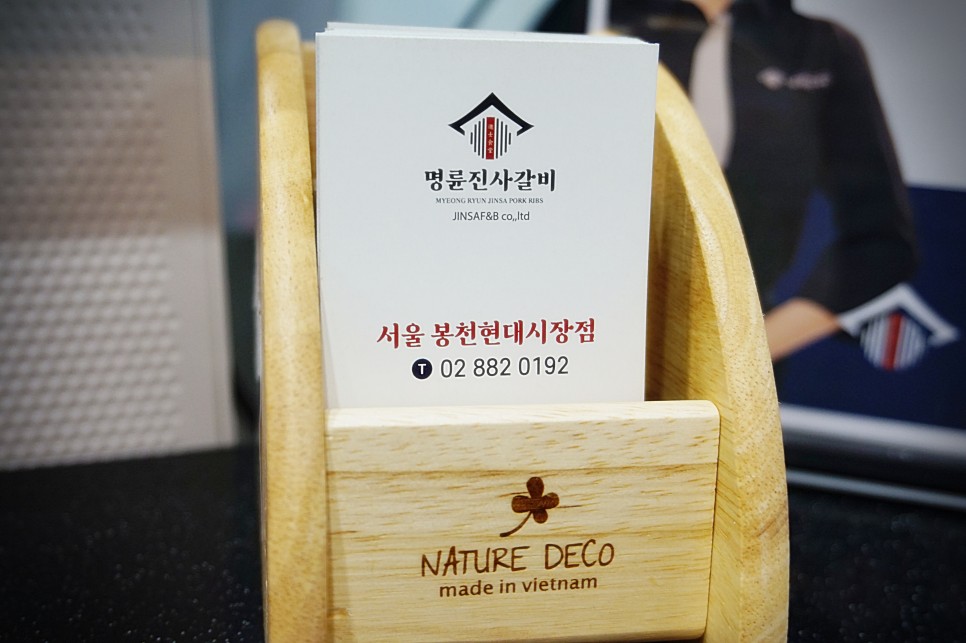 명륜진사갈비
MYEONG RYUN JINSA PORK RIBS
JINSAF&B co,,ltd
서울 봉천현대시장점
T 02 882 0192
NATURE DECO
made in vietnam